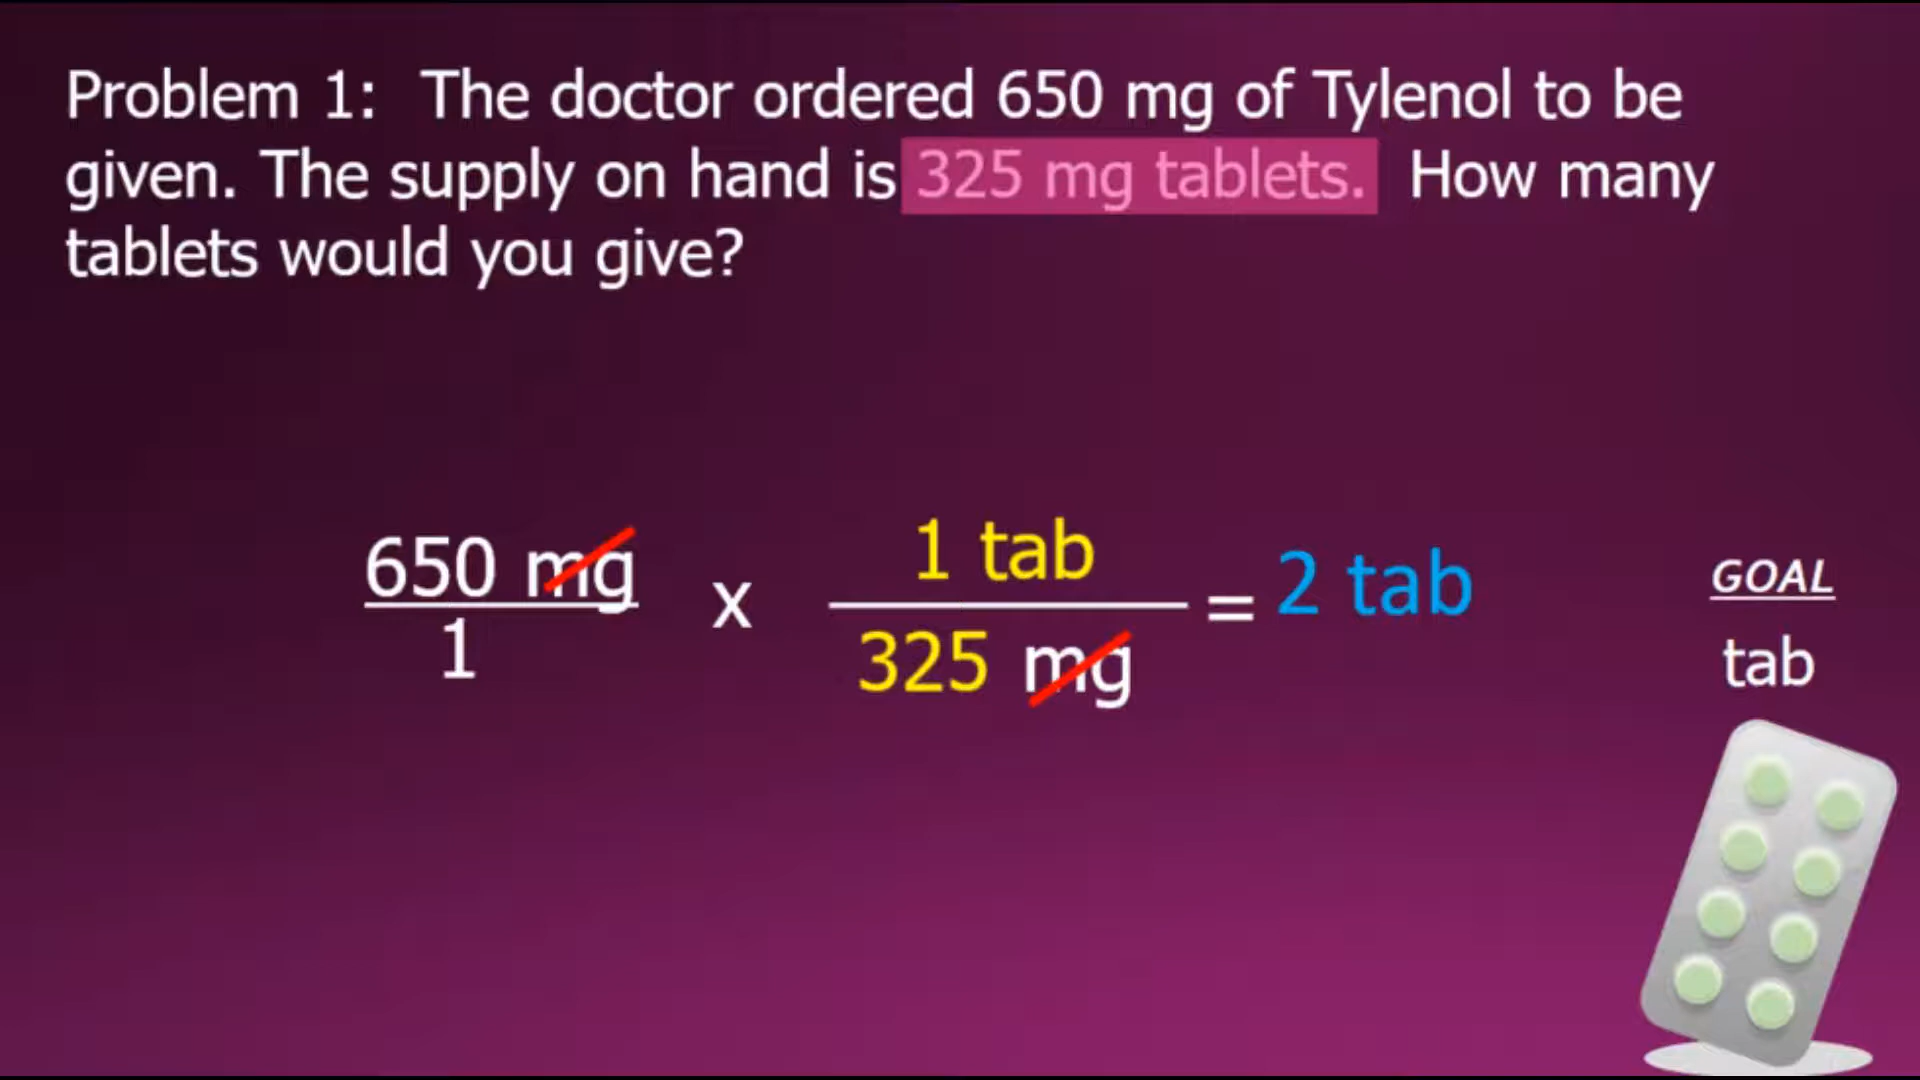 Problem 1:  The doctor ordered 650 mg of Tylenol to be
given. The supply on hand is 325 mg tablets.  How many
tablets would you give?
650 mg
1
x
1 tab
325 mg
= 2 tab
GOAL
tab